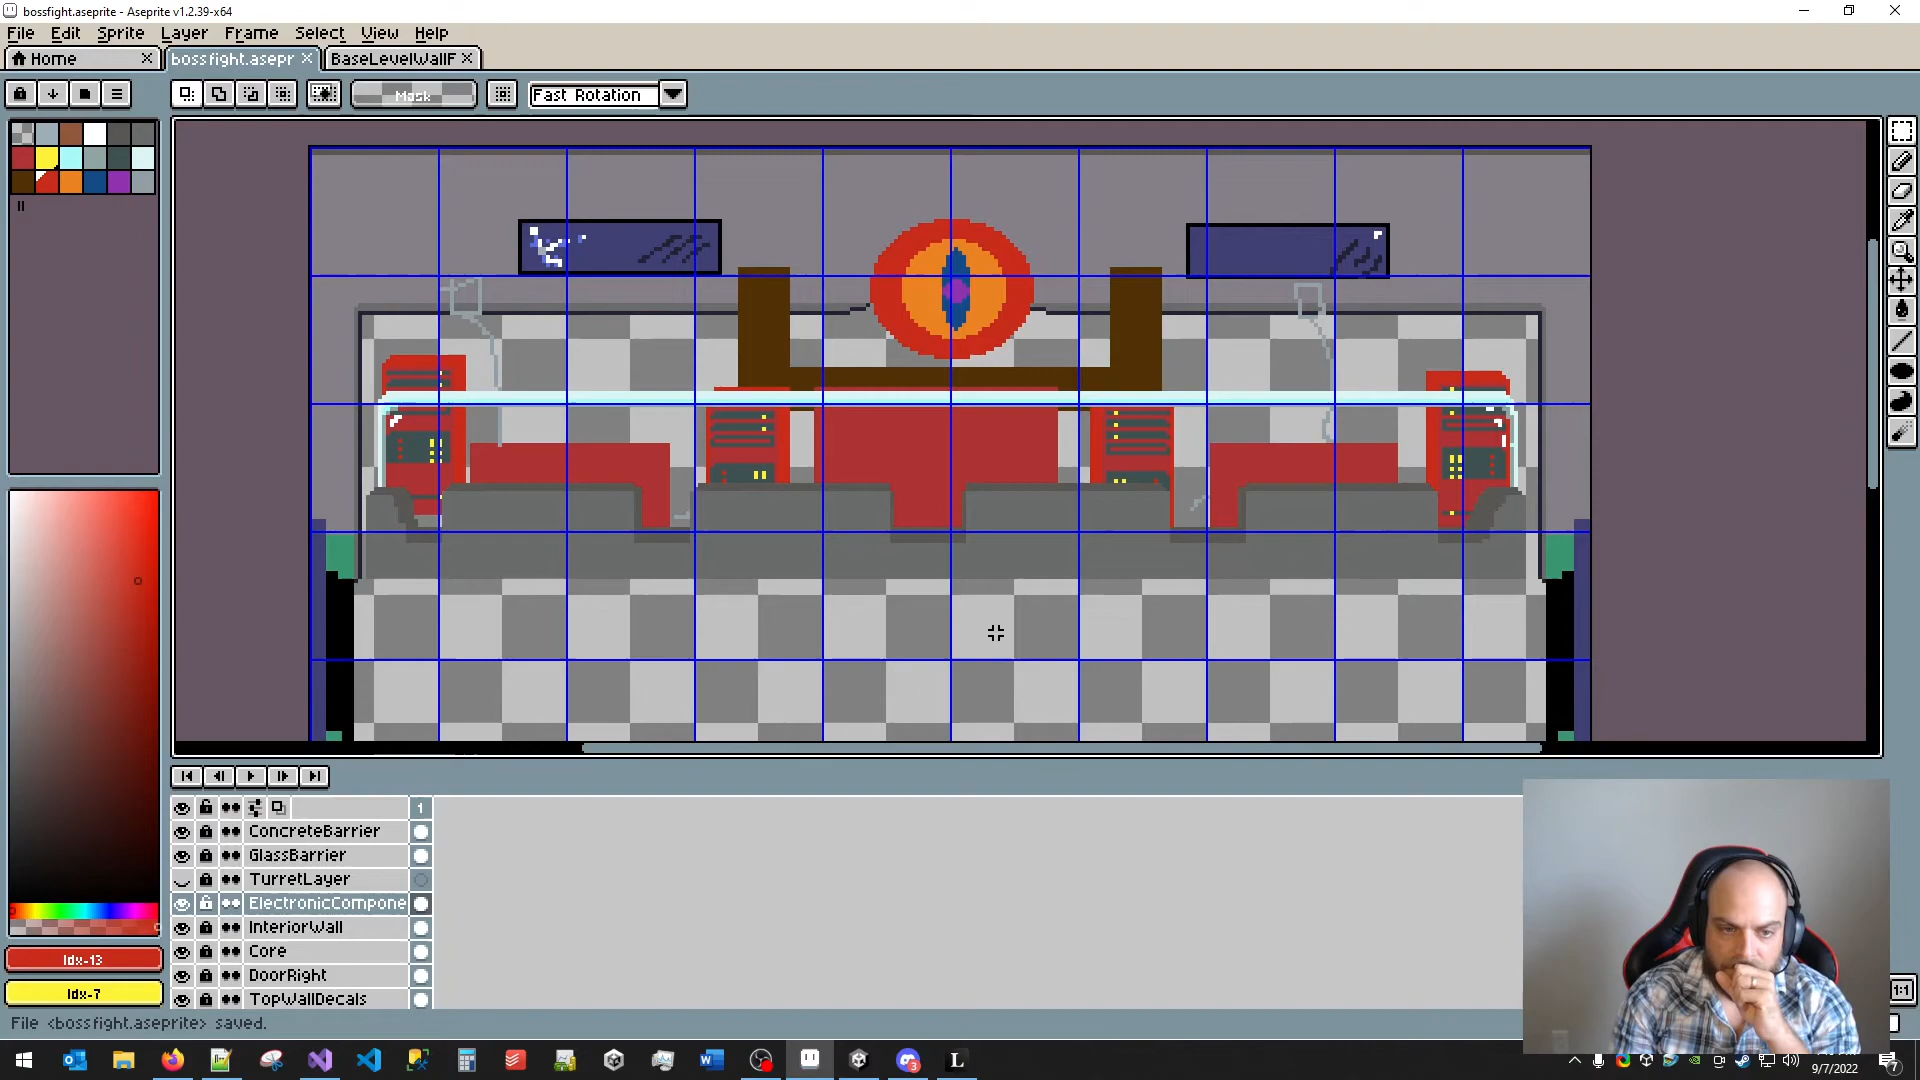 bossfight.aseprite - Aseprite v1.2.39-x64
File Edit Sprite Layer Frame Select View Help
Home
bossfight.asepr
BaseLevelWallF
Mask
Fast Rotation
1
ConcreteBarrier
GlassBarrier
TurretLayer
ElectronicCompone
InteriorWall
Core
DoorRight
TopWallDecals
Idx-13
Idx-7
1:1
File <bossfight.aseprite> saved.
9/7/2022